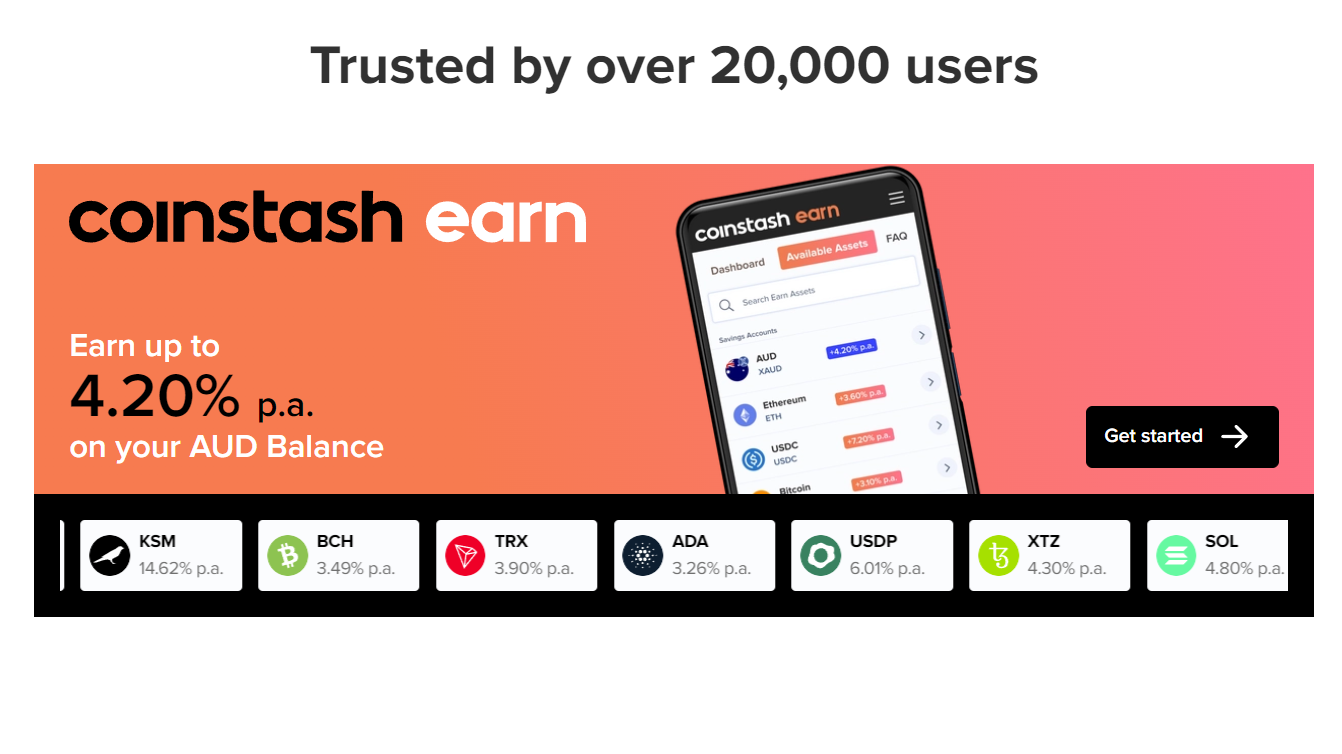 Trusted by over 20,000 users
coinstash earn
Earn up to
4.20% p.a.
on your AUD Balance
coinstash earn
Dashboard
Available Assets
FAQ
Search Earn Assets
Savings Accounts
AUD
XAUD
+4.20% p.a.
Ethereum
ETH
+3.60% p.a.
USDC
USDC
+7.20% p.a.
Bitcoin
+3.10% p.a.
Get started
KSM
14.62% p.a.
BCH
3.49% p.a.
TRX
3.90% p.a.
ADA
3.26% p.a.
USDP
6.01% p.a.
XTZ
4.30% p.a.
SOL
4.80% p.a.